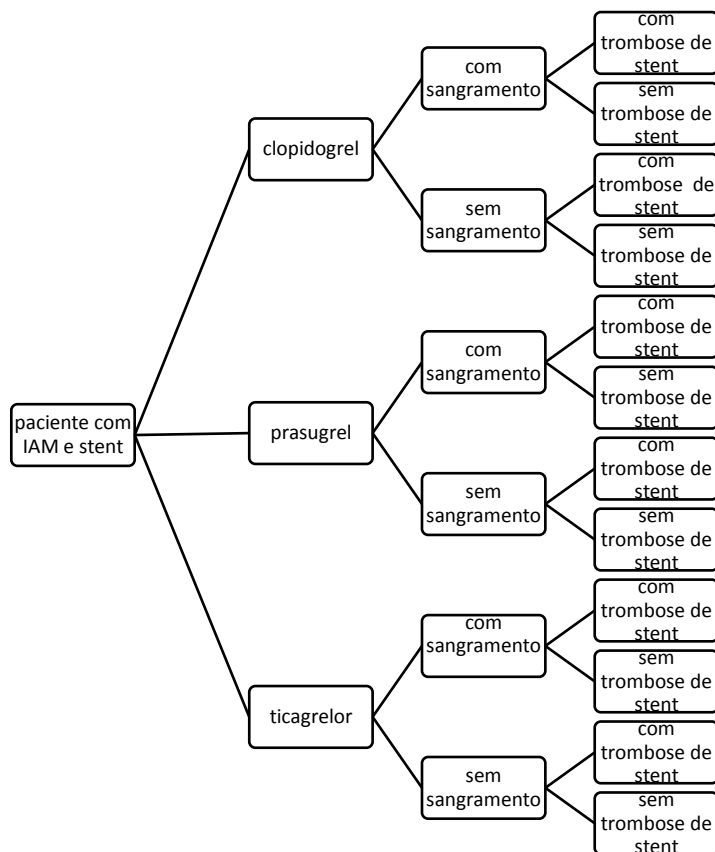 paciente com
IAM e stent
clopidogrel
com
sangramento
com
trombose de
stent
sem
trombose de
stent
sem
sangramento
com
trombose de
stent
sem
trombose de
stent
prasugrel
com
sangramento
com
trombose de
stent
sem
trombose de
stent
sem
sangramento
com
trombose de
stent
sem
trombose de
stent
ticagrelor
com
sangramento
com
trombose de
stent
sem
trombose de
stent
sem
sangramento
com
trombose de
stent
sem
trombose de
stent